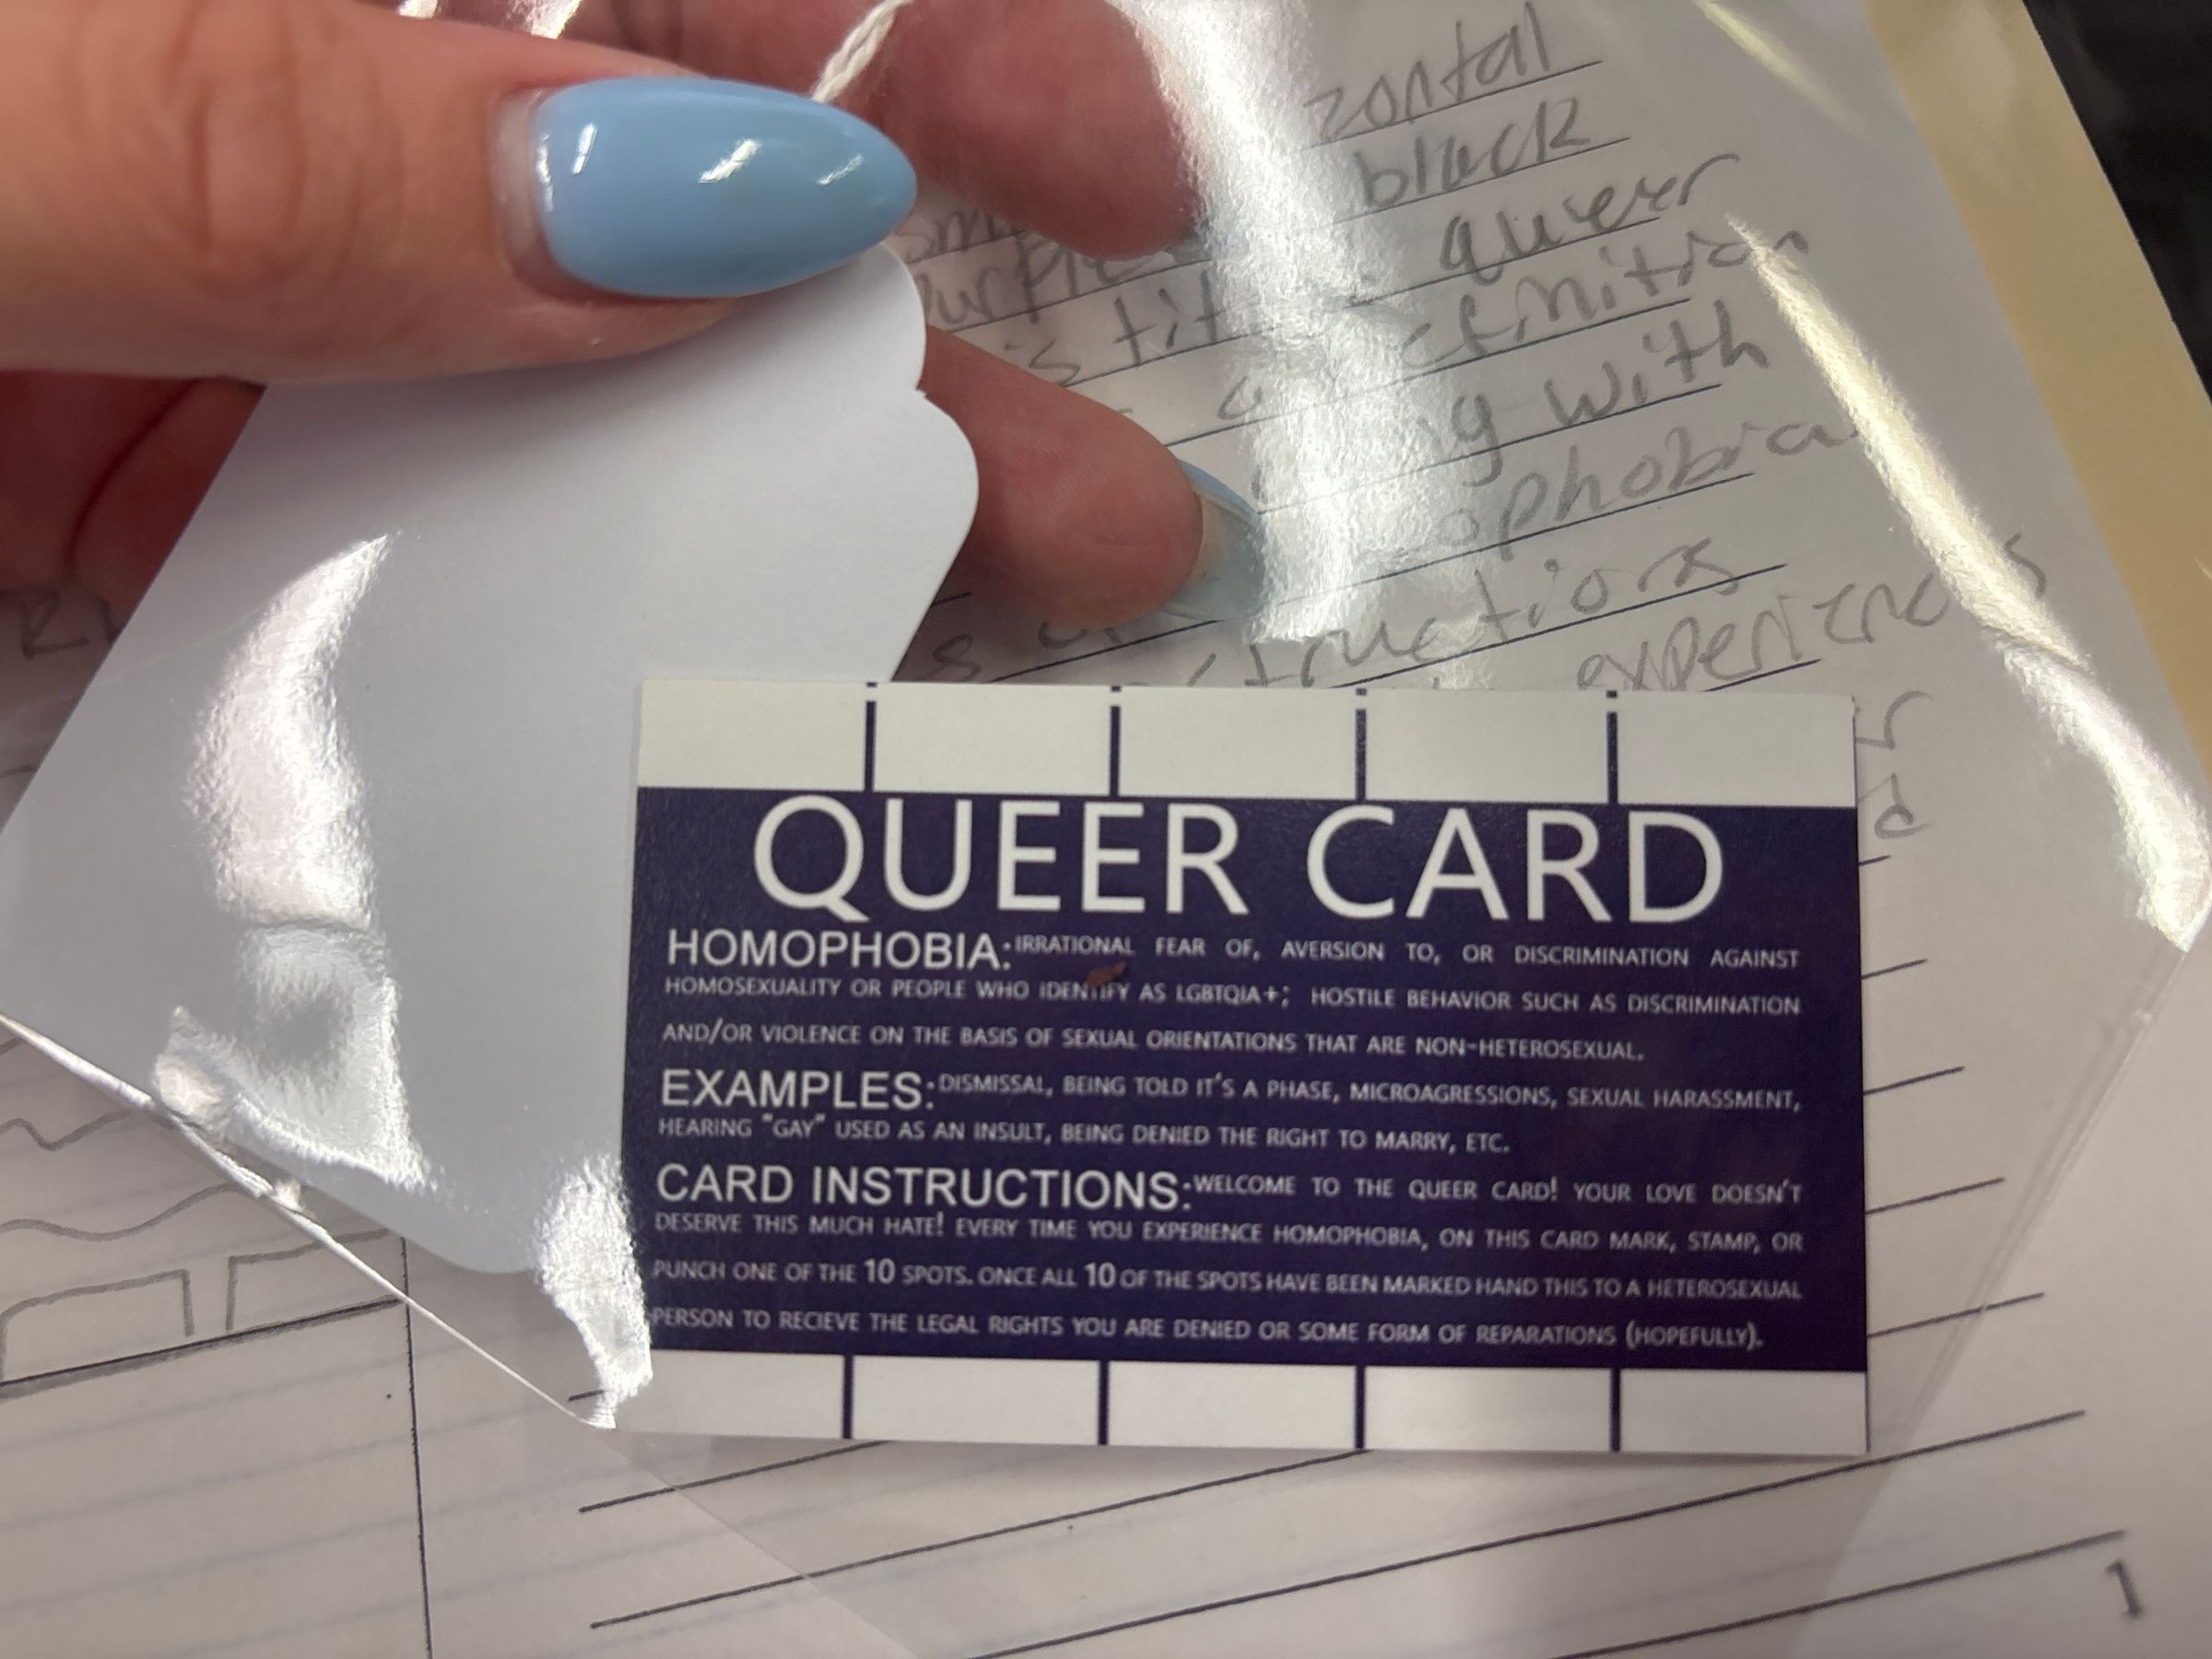 zontal
black
purple
queer
is tit
with
ophobia
experiences
QUEER CARD
HOMOPHOBIA: IRRATIONAL FEAR OF, AVERSION TO, OR DISCRIMINATION AGAINST
HOMOSEXUALITY OR PEOPLE WHO IDENTIFY AS LGBTQIA+; HOSTILE BEHAVIOR SUCH AS DISCRIMINATION
AND/OR VIOLENCE ON THE BASIS OF SEXUAL ORIENTATIONS THAT ARE NON-HETEROSEXUAL.
EXAMPLES: DISMISSAL, BEING TOLD IT'S A PHASE, MICROAGRESSIONS, SEXUAL HARASSMENT,
HEARING "GAY" USED AS AN INSULT, BEING DENIED THE RIGHT TO MARRY, ETC.
CARD INSTRUCTIONS: WELCOME TO THE QUEER CARD! YOUR LOVE DOESN'T
DESERVE THIS MUCH HATE! EVERY TIME YOU EXPERIENCE HOMOPHOBIA, ON THIS CARD MARK, STAMP, OR
PUNCH ONE OF THE 10 SPOTS. ONCE ALL 10 OF THE SPOTS HAVE BEEN MARKED HAND THIS TO A HETEROSEXUAL
PERSON TO RECIEVE THE LEGAL RIGHTS YOU ARE DENIED OR SOME FORM OF REPARATIONS (HOPEFULLY).
1